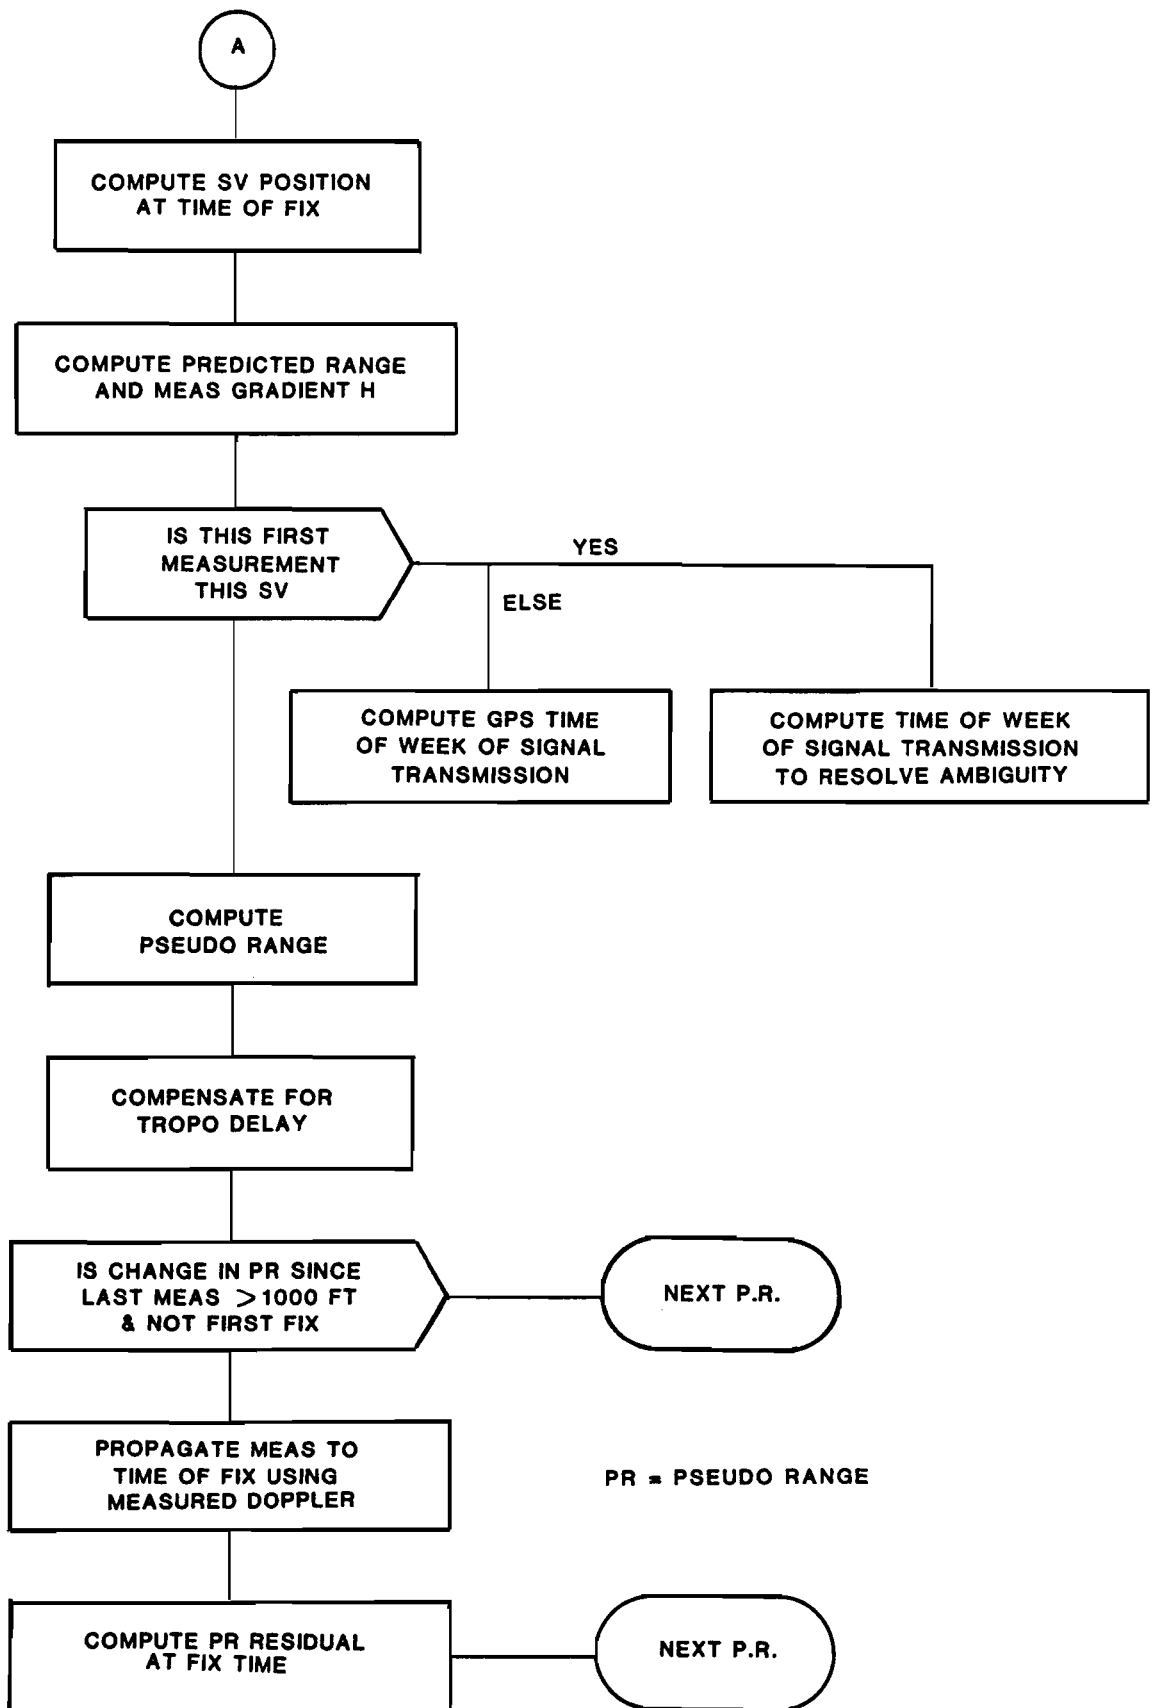 A
COMPUTE SV POSITION
AT TIME OF FIX
COMPUTE PREDICTED RANGE
AND MEAS GRADIENT H
IS THIS FIRST
MEASUREMENT
THIS SV
YES
ELSE
COMPUTE GPS TIME
OF WEEK OF SIGNAL
TRANSMISSION
COMPUTE TIME OF WEEK
OF SIGNAL TRANSMISSION
TO RESOLVE AMBIGUITY
COMPUTE
PSEUDO RANGE
COMPENSATE FOR
TROPO DELAY
IS CHANGE IN PR SINCE
LAST MEAS >1000 FT
& NOT FIRST FIX
NEXT P.R.
PROPAGATE MEAS TO
TIME OF FIX USING
MEASURED DOPPLER
PR = PSEUDO RANGE
COMPUTE PR RESIDUAL
AT FIX TIME
NEXT P.R.